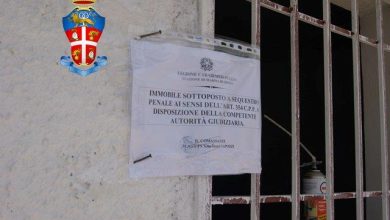 IMMOBILE SOTTOPOSTO A SEQUESTRO
PENALE AI SENSI DELL'ART. 354 C.P.P. A
DISPOSIZIONE DELLA COMPETENTE
AUTORITÀ GIUDIZIARIA.
IL COMANDANTE